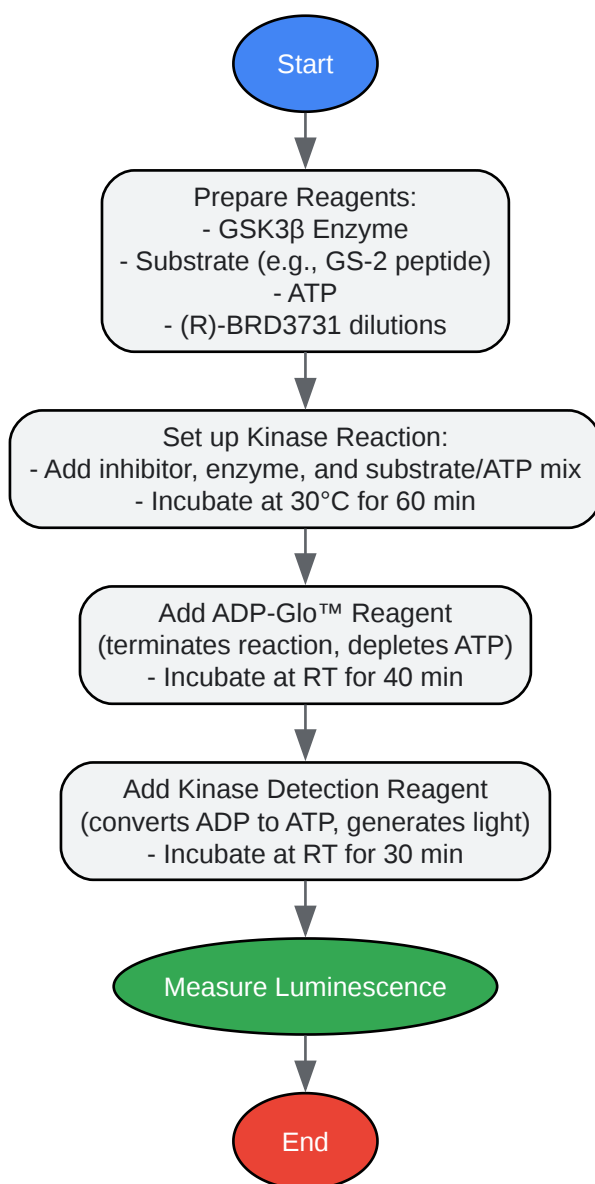 Start
Prepare Reagents:
- GSK3β Enzyme
- Substrate (e.g., GS-2 peptide)
- ATP
- (R)-BRD3731 dilutions
Set up Kinase Reaction:
- Add inhibitor, enzyme, and substrate/ATP mix
- Incubate at 30°C for 60 min
Add ADP-Glo™ Reagent
(terminates reaction, depletes ATP)
- Incubate at RT for 40 min
Add Kinase Detection Reagent
(converts ADP to ATP, generates light)
- Incubate at RT for 30 min
Measure Luminescence
End